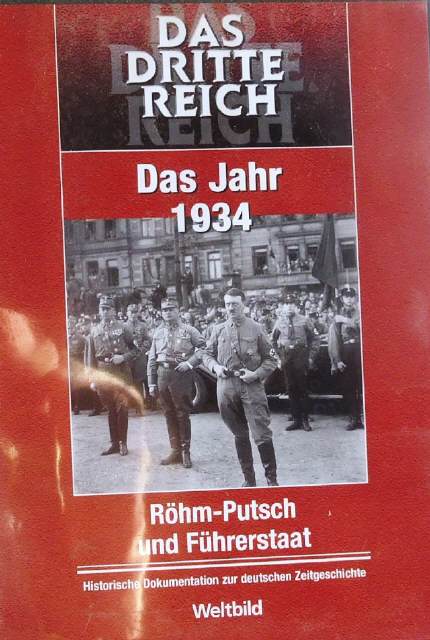 DAS
DRITTE
REICH
Das Jahr
1934
Röhm-Putsch
und Führerstaat
Historische Dokumentation zur deutschen Zeitgeschichte
Weltbild